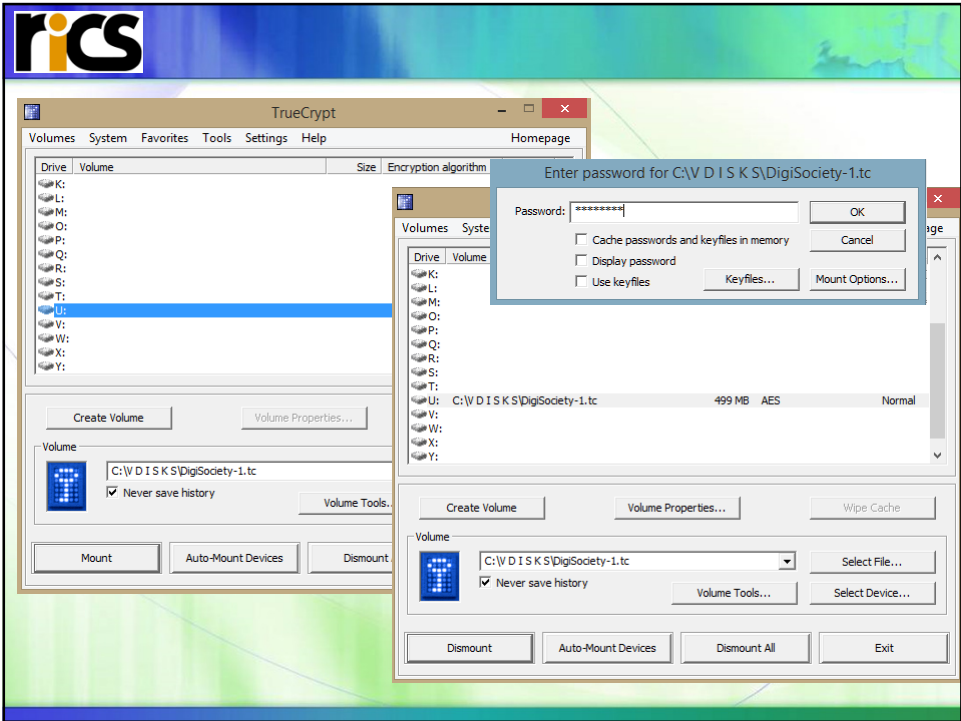 rics
TrueCrypt
Volumes System Favorites Tools Settings Help Homepage
Drive Volume Size Encryption algorithm
K:
L:
M:
O:
P:
Q:
R:
S:
T:
U:
V:
W:
X:
Y:
Create Volume Volume Properties...
Volume
C:\V D I S K S\DigiSociety-1.tc
Never save history
Volume Tools..
Mount Auto-Mount Devices Dismount
Enter password for C:\V D I S K S\DigiSociety-1.tc
Password: ********
OK
Cache passwords and keyfiles in memory
Cancel
Display password
Use keyfiles
Keyfiles... Mount Options...
Volumes Syste age
Drive Volume
K:
L:
M:
O:
P:
Q:
R:
S:
T:
U: C:\V D I S K S\DigiSociety-1.tc 499 MB AES Normal
V:
W:
X:
Y:
Create Volume Volume Properties... Wipe Cache
Volume
C:\V D I S K S\DigiSociety-1.tc Select File...
Never save history
Volume Tools... Select Device...
Dismount Auto-Mount Devices Dismount All Exit